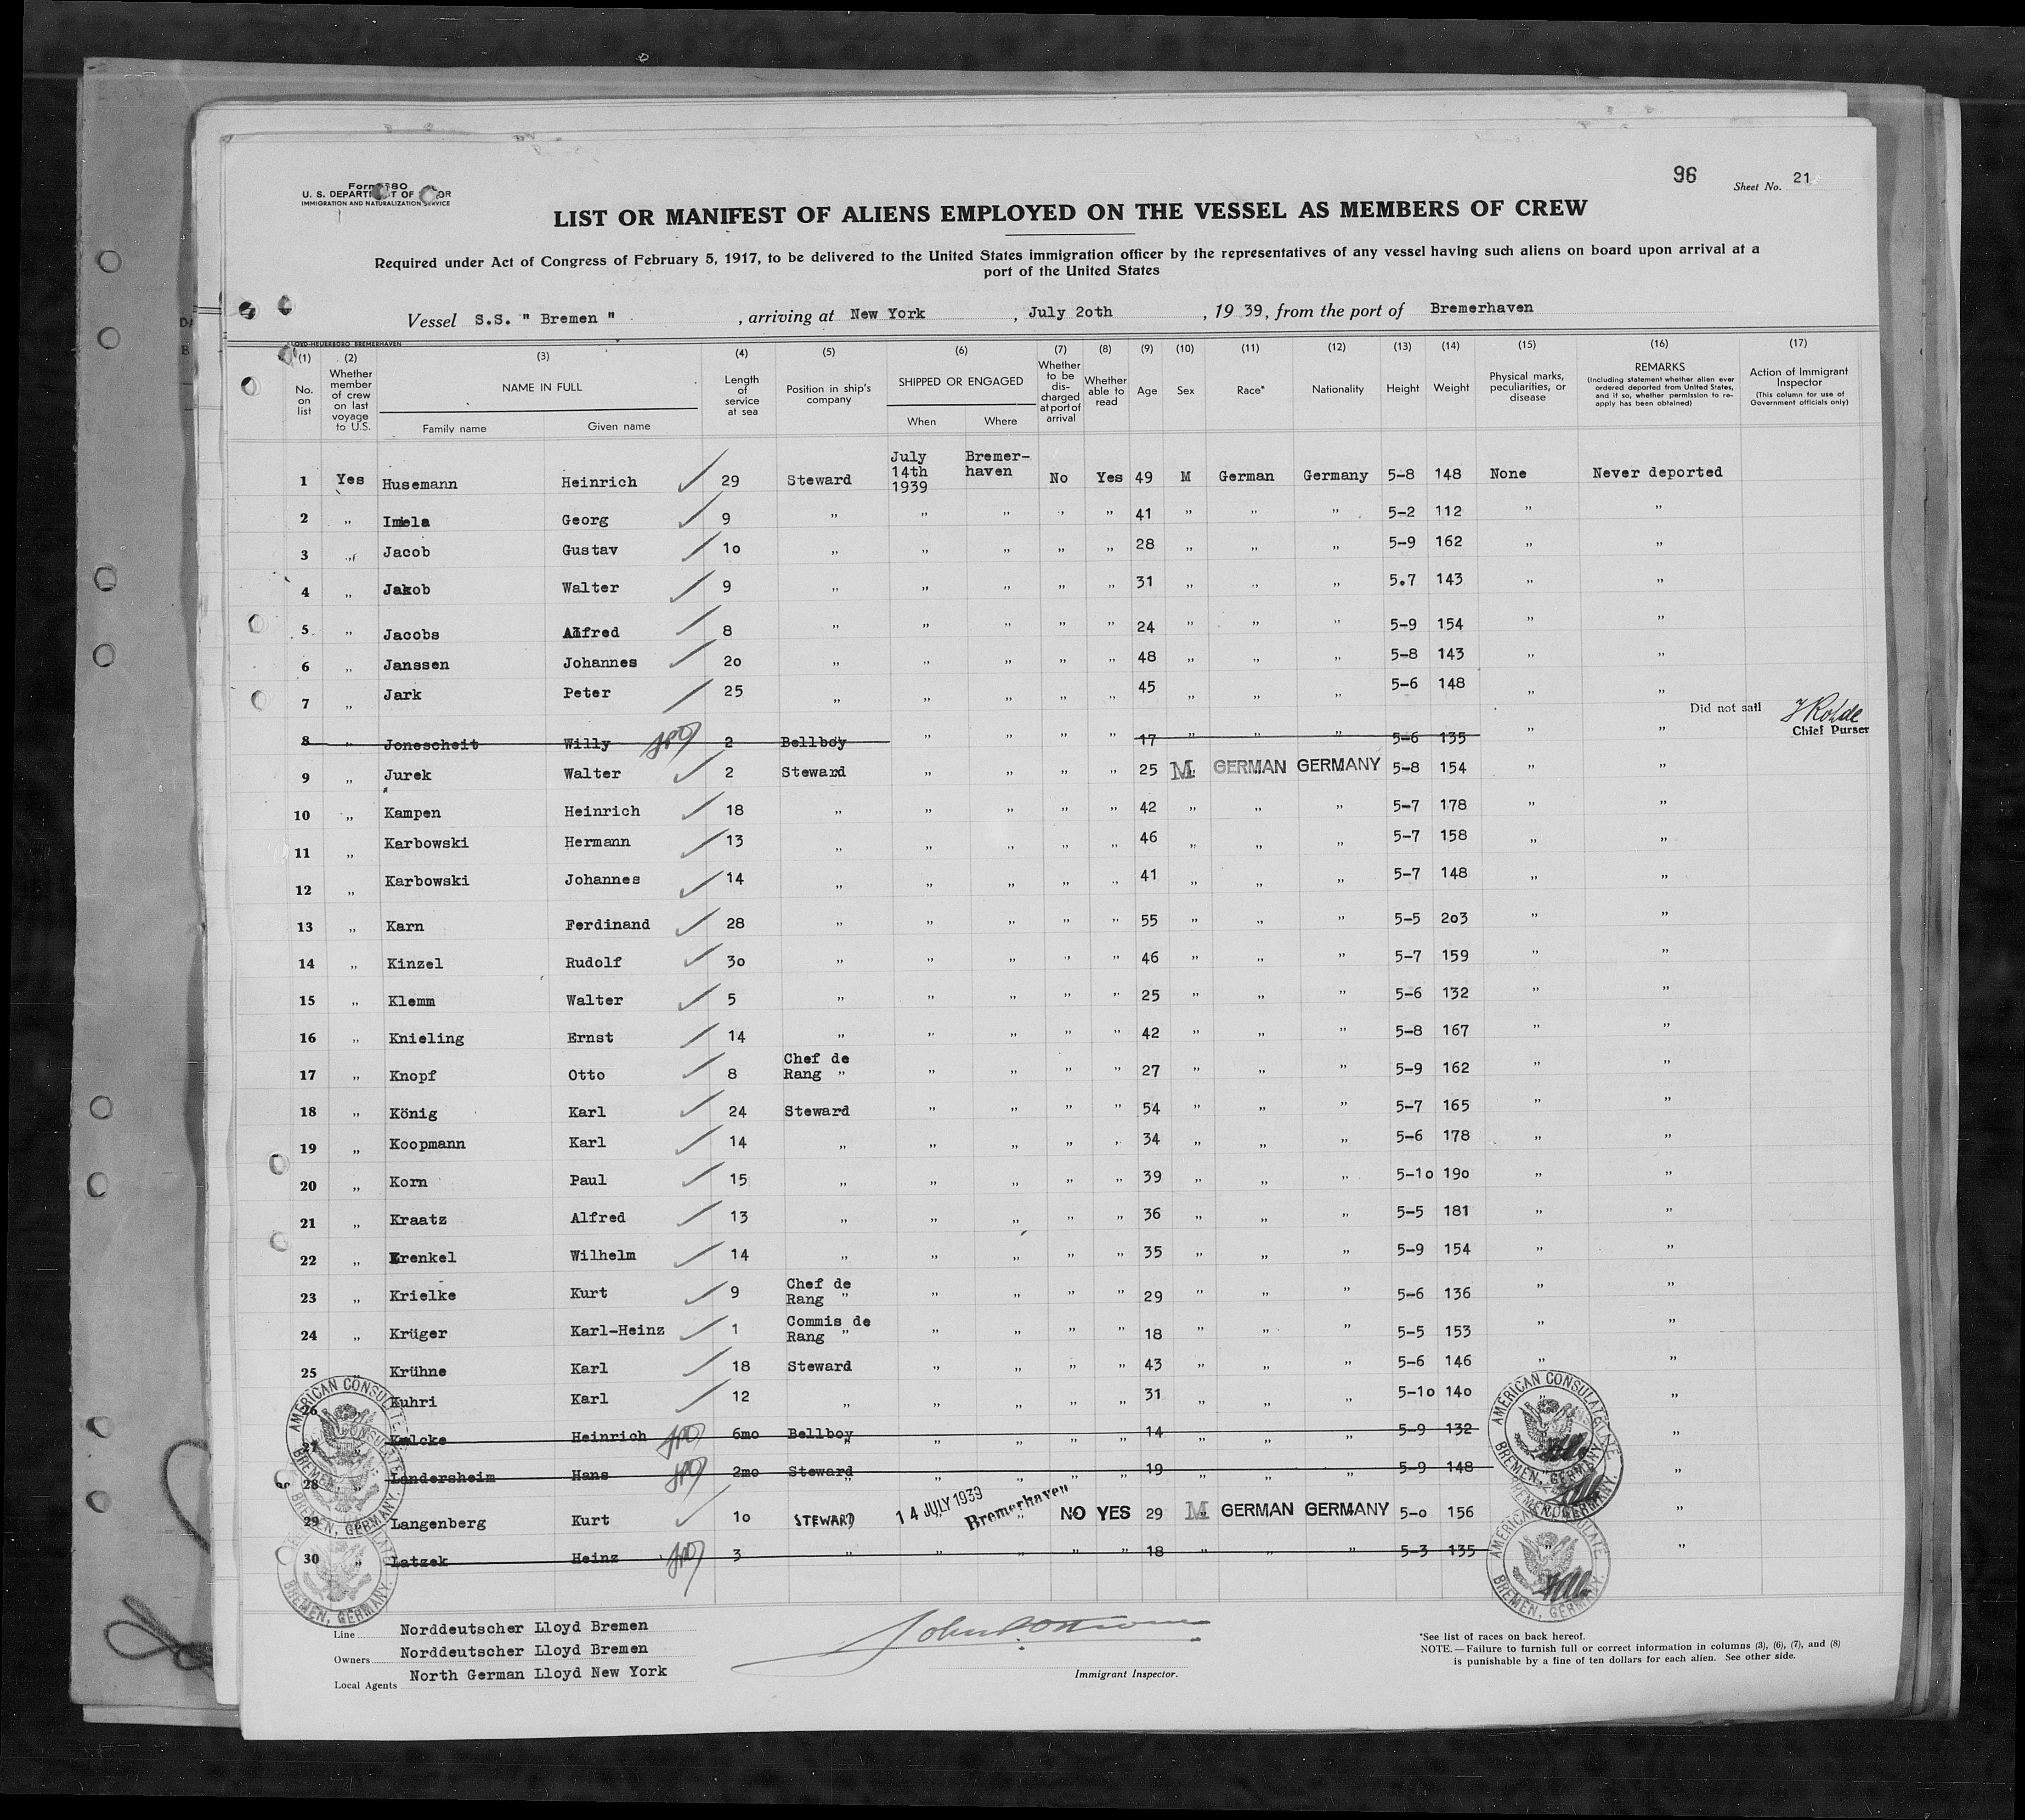 96
Sheet No. 21
U. S. DEPARTMENT OF LABOR
IMMIGRATION AND NATURALIZATION SERVICE
LIST OR MANIFEST OF ALIENS EMPLOYED ON THE VESSEL AS MEMBERS OF CREW
Required under Act of Congress of February 5, 1917, to be delivered to the United States immigration officer by the representatives of any vessel having such aliens on board upon arrival at a
port of the United States
Vessel S.S. " Bremen " , arriving at New York , July 2oth , 19 39, from the port of Bremerhaven
(1) (2) (3) (4) (5) (6) (7) (8) (9) (10) (11) (12) (13) (14) (15) (16) (17)
No. on list
Whether member of crew on last voyage to U.S.
NAME IN FULL
Family name Given name
Length of service at sea
Position in ship's company
SHIPPED OR ENGAGED
When Where
Whether to be discharged at port of arrival
Whether able to read
Age Sex Race* Nationality Height Weight
Physical marks, peculiarities, or disease
REMARKS
(Including statement whether alien ever ordered deported from United States, and if so, whether permission to re-apply has been obtained)
Action of Immigrant Inspector
(This column for use of Government officials only)
1 Yes Husemann Heinrich 29 Steward July 14th 1939 Bremer-haven No Yes 49 M German Germany 5-8 148 None Never deported
2 " Imiela Georg 9 " " " " " 41 " " " 5-2 112 " "
3 " Jacob Gustav 1o " " " " " 28 " " " 5-9 162 " "
4 " Jakob Walter 9 " " " " " 31 " " " 5.7 143 " "
5 " Jacobs Alfred 8 " " " " " 24 " " " 5-9 154 " "
6 " Janssen Johannes 2o " " " " " 48 " " " 5-8 143 " "
7 " Jark Peter 25 " " " " " 45 " " " 5-6 148 " "
Did not sail
Chief Purser
8 " Jonescheit Willy 2 Bellboy " " " " 17 " " " 5-6 135 " "
9 " Jurek Walter 2 Steward " " " " 25 M GERMAN GERMANY 5-8 154 " "
10 " Kampen Heinrich 18 " " " " " 42 " " " 5-7 178 " "
11 " Karbowski Hermann 13 " " " " " 46 " " " 5-7 158 " "
12 " Karbowski Johannes 14 " " " " " 41 " " " 5-7 148 " "
13 " Karn Ferdinand 28 " " " " " 55 " " " 5-5 2o3 " "
14 " Kinzel Rudolf 3o " " " " " 46 " " " 5-7 159 " "
15 " Klemm Walter 5 " " " " " 25 " " " 5-6 132 " "
16 " Knieling Ernst 14 " " " " " 42 " " " 5-8 167 " "
17 " Knopf Otto 8 Chef de Rang " " " " " 27 " " " 5-9 162 " "
18 " König Karl 24 Steward " " " " 54 " " " 5-7 165 " "
19 " Koopmann Karl 14 " " " " " 34 " " " 5-6 178 " "
20 " Korn Paul 15 " " " " " 39 " " " 5-1o 19o " "
21 " Kraatz Alfred 13 " " " " " 36 " " " 5-5 181 " "
22 " Krenkel Wilhelm 14 " " " " " 35 " " " 5-9 154 " "
23 " Krielke Kurt 9 Chef de Rang " " " " " 29 " " " 5-6 136 " "
24 " Krüger Karl-Heinz 1 Commis de Rang " " " " " 18 " " " 5-5 153 " "
25 " Krühne Karl 18 Steward " " " " 43 " " " 5-6 146 " "
26 " Kuhri Karl 12 " " " " " 31 " " " 5-1o 14o " "
27 " Kulcke Heinrich 6mo Bellboy " " " " 14 " " " 5-9 132 "
28 " Landersheim Hans 2mo Steward " " " " 19 " " " 5-9 148 "
29 Langenberg Kurt 1o STEWARD 14 JULY 1939 Bremerhaven NO YES 29 M GERMAN GERMANY 5-o 156 "
30 " Latzek Heinz 3 " " " " " 18 " " " 5-3 135 " "
AMERICAN CONSULATE
BREMEN, GERMANY.
AMERICAN CONSULATE
BREMEN, GERMANY.
Line Norddeutscher Lloyd Bremen
Owners Norddeutscher Lloyd Bremen
Local Agents North German Lloyd New York
Immigrant Inspector.
*See list of races on back hereof.
NOTE.—Failure to furnish full or correct information in columns (3), (6), (7), and (8)
is punishable by a fine of ten dollars for each alien. See other side.